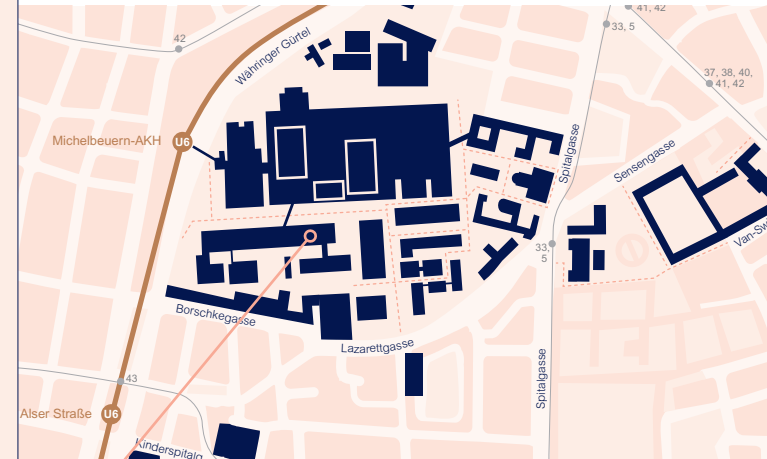 42
33, 5
41, 42
37, 38, 40,
41, 42
Währinger Gürtel
Michelbeuern-AKH
U6
Spitalgasse
Sensengasse
33,
5
Van-Sw
Borschkegasse
Lazarettgasse
Spitalgasse
43
Alser Straße
U6
Kinderspitalg